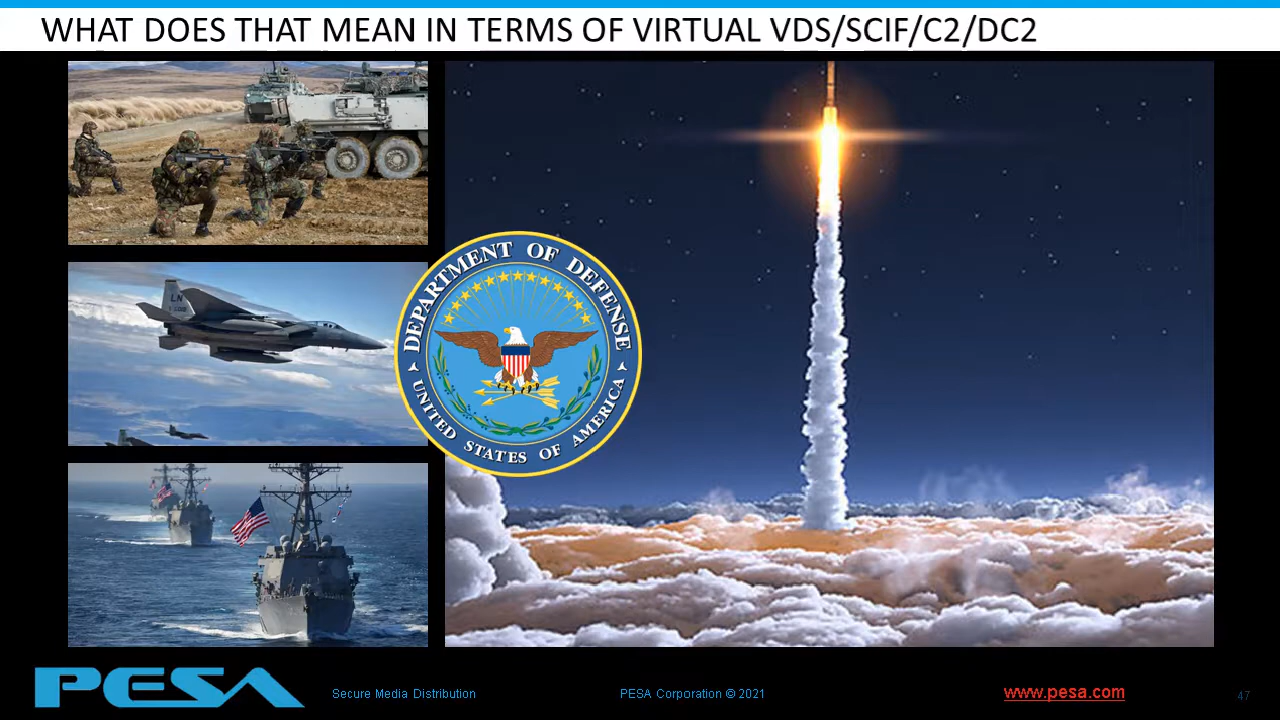 WHAT DOES THAT MEAN IN TERMS OF VIRTUAL VDS/SCIF/C2/DC2
LN
DEPARTMENT OF DEFENSE
UNITED STATES OF AMERICA
PESA
Secure Media Distribution
PESA Corporation © 2021
www.pesa.com
47